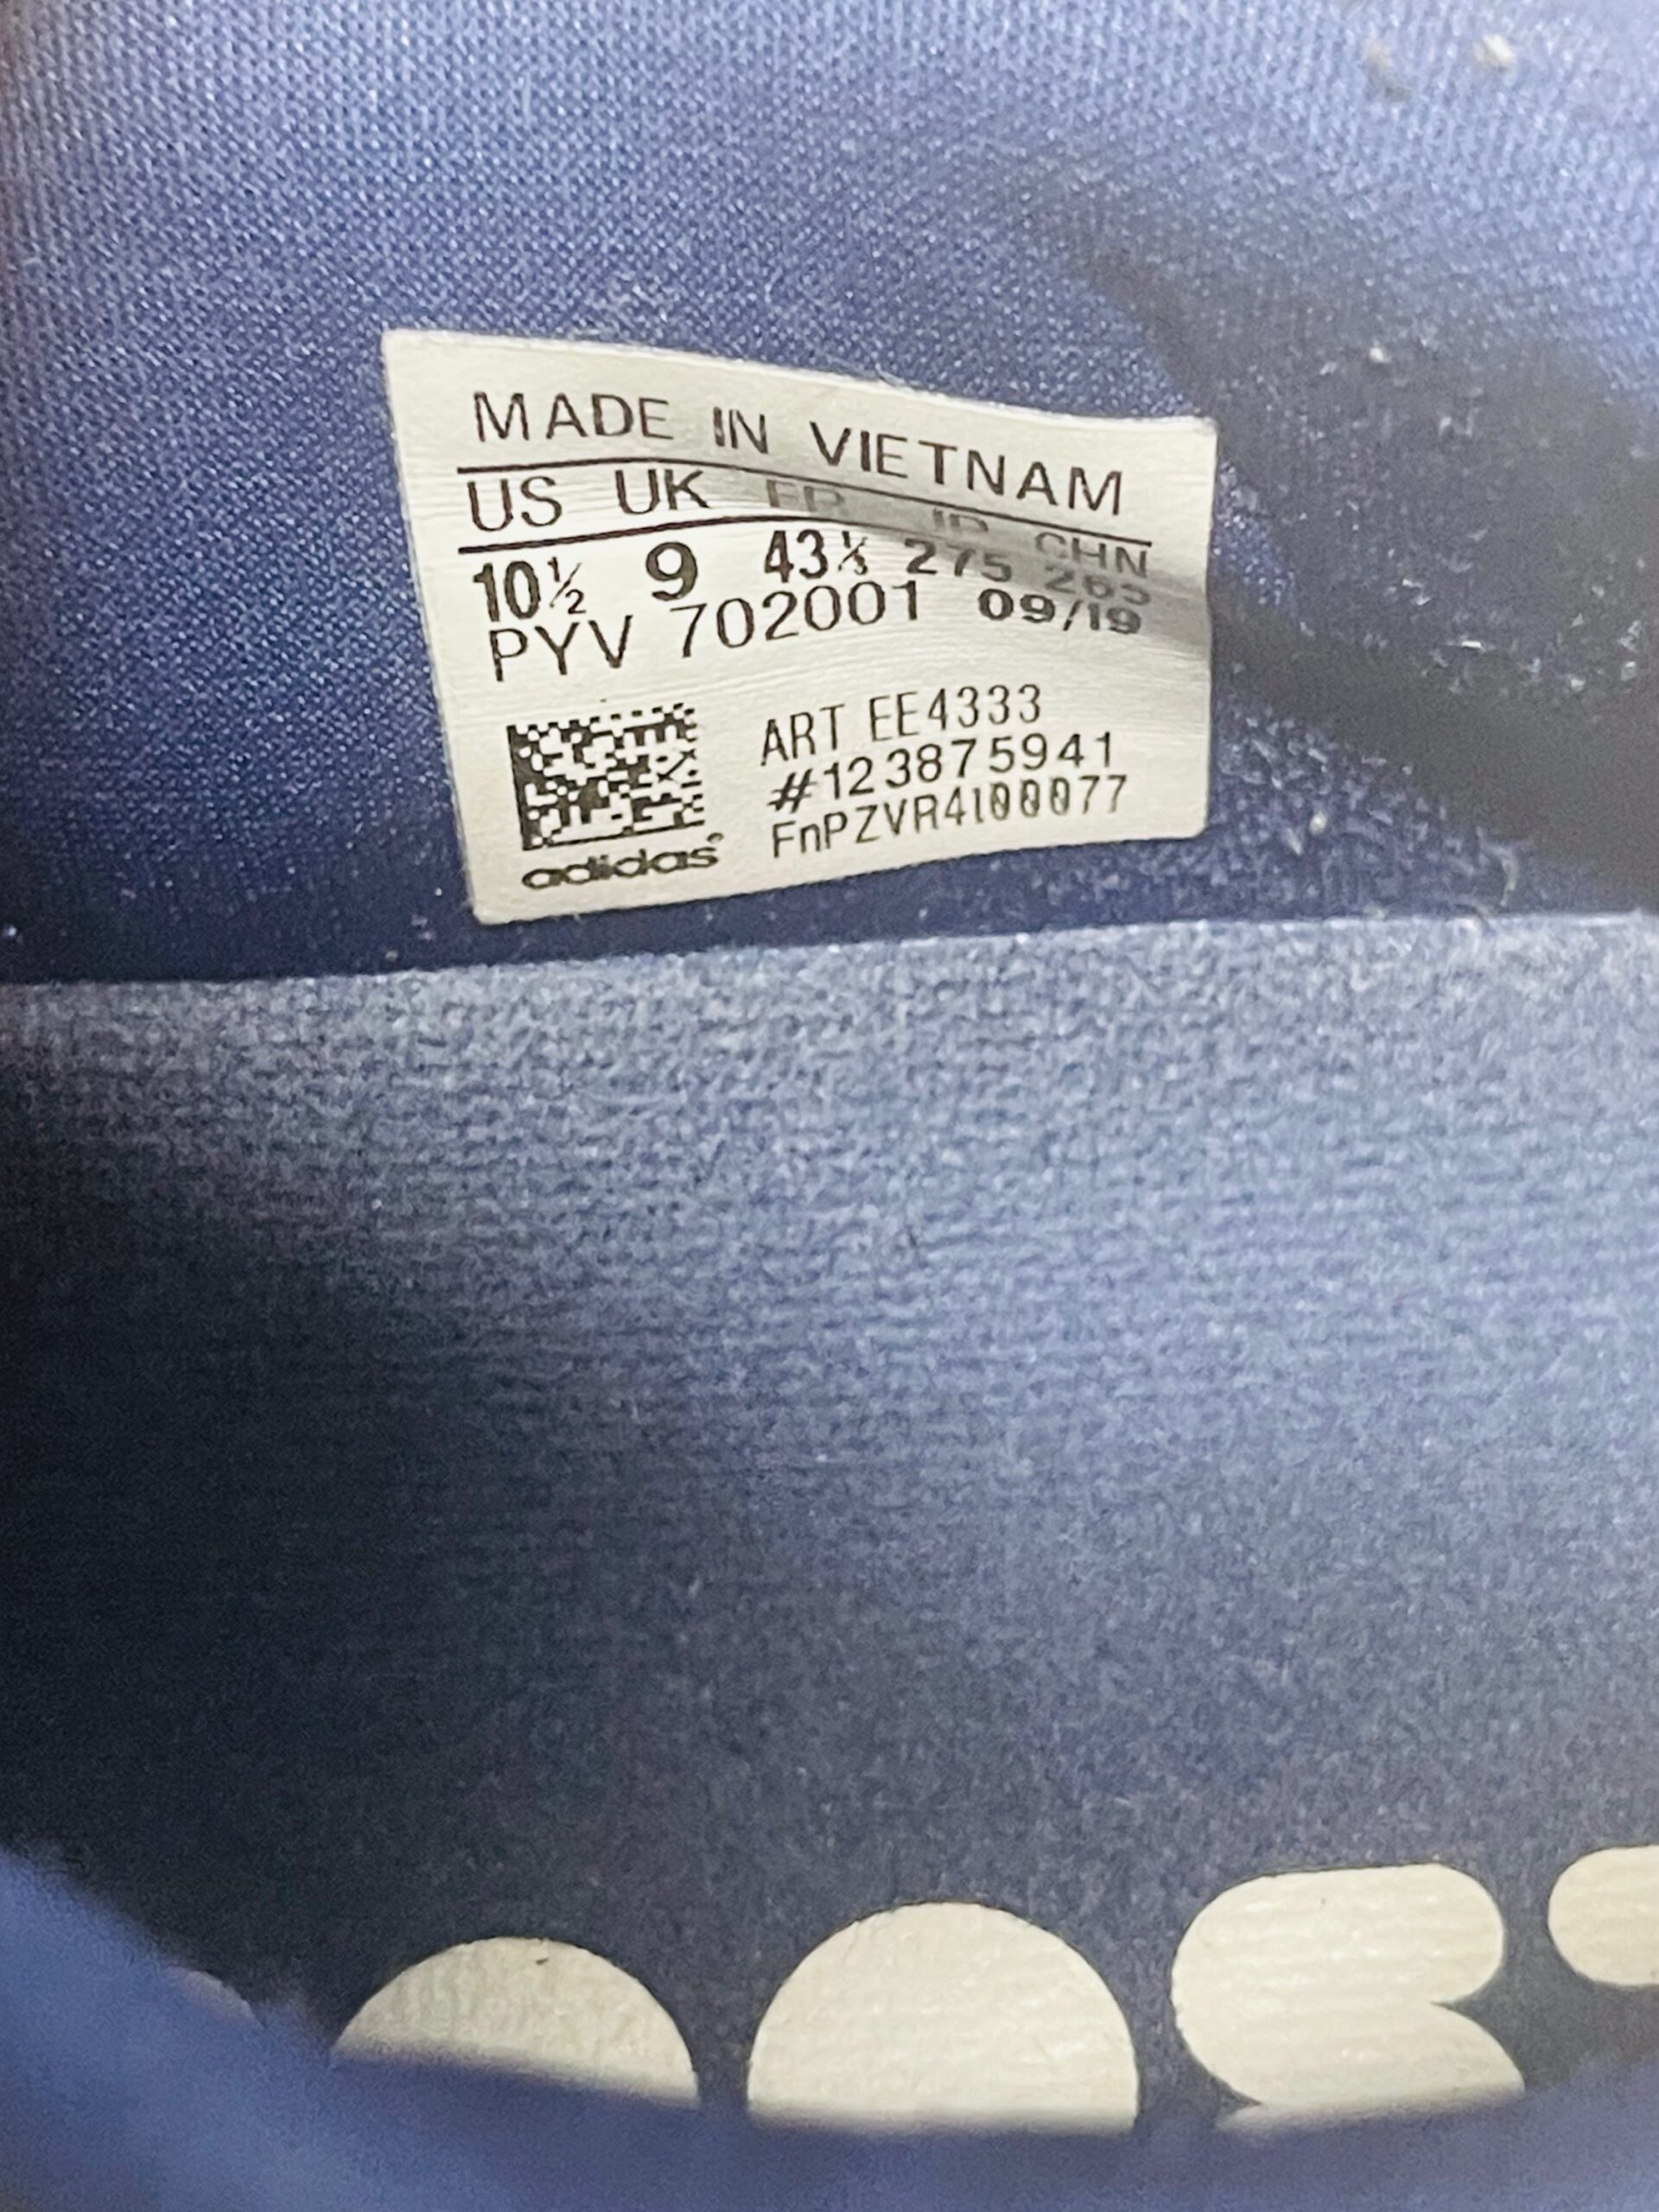 MADE IN VIETNAM
US UK FR JP CHN
10½ 9 43⅓ 275 265
PYV 702001 09/19
ART EE4333
#123875941
FnPZVR4100077
adidas®